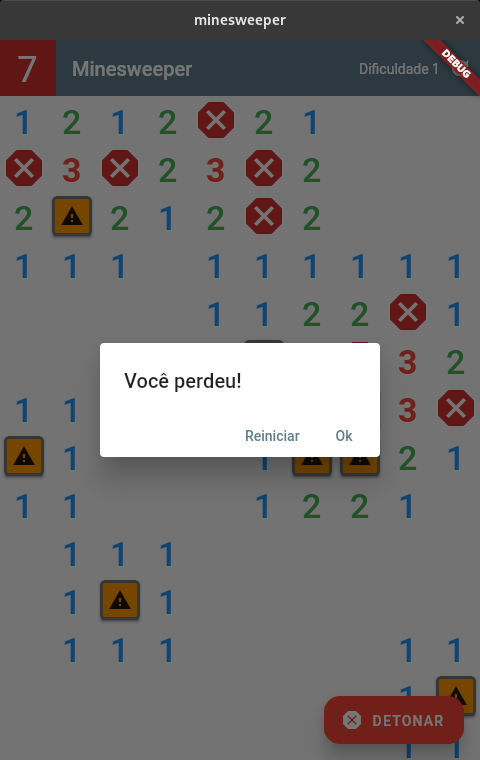 minesweeper
7 Minesweeper Dificuldade 1 DEBUG
1 2 1 2 2 1
3 2 3 2
2 2 1 2 2
1 1 1 1 1 1 1 1 1
1 1 2 2 1
3 2
Você perdeu!
1 1 3
Reiniciar Ok
1 1 2 1
1 1 1 2 2 1
1 1 1
1 1
1 1 1 1 1
1
DETONAR
1 1